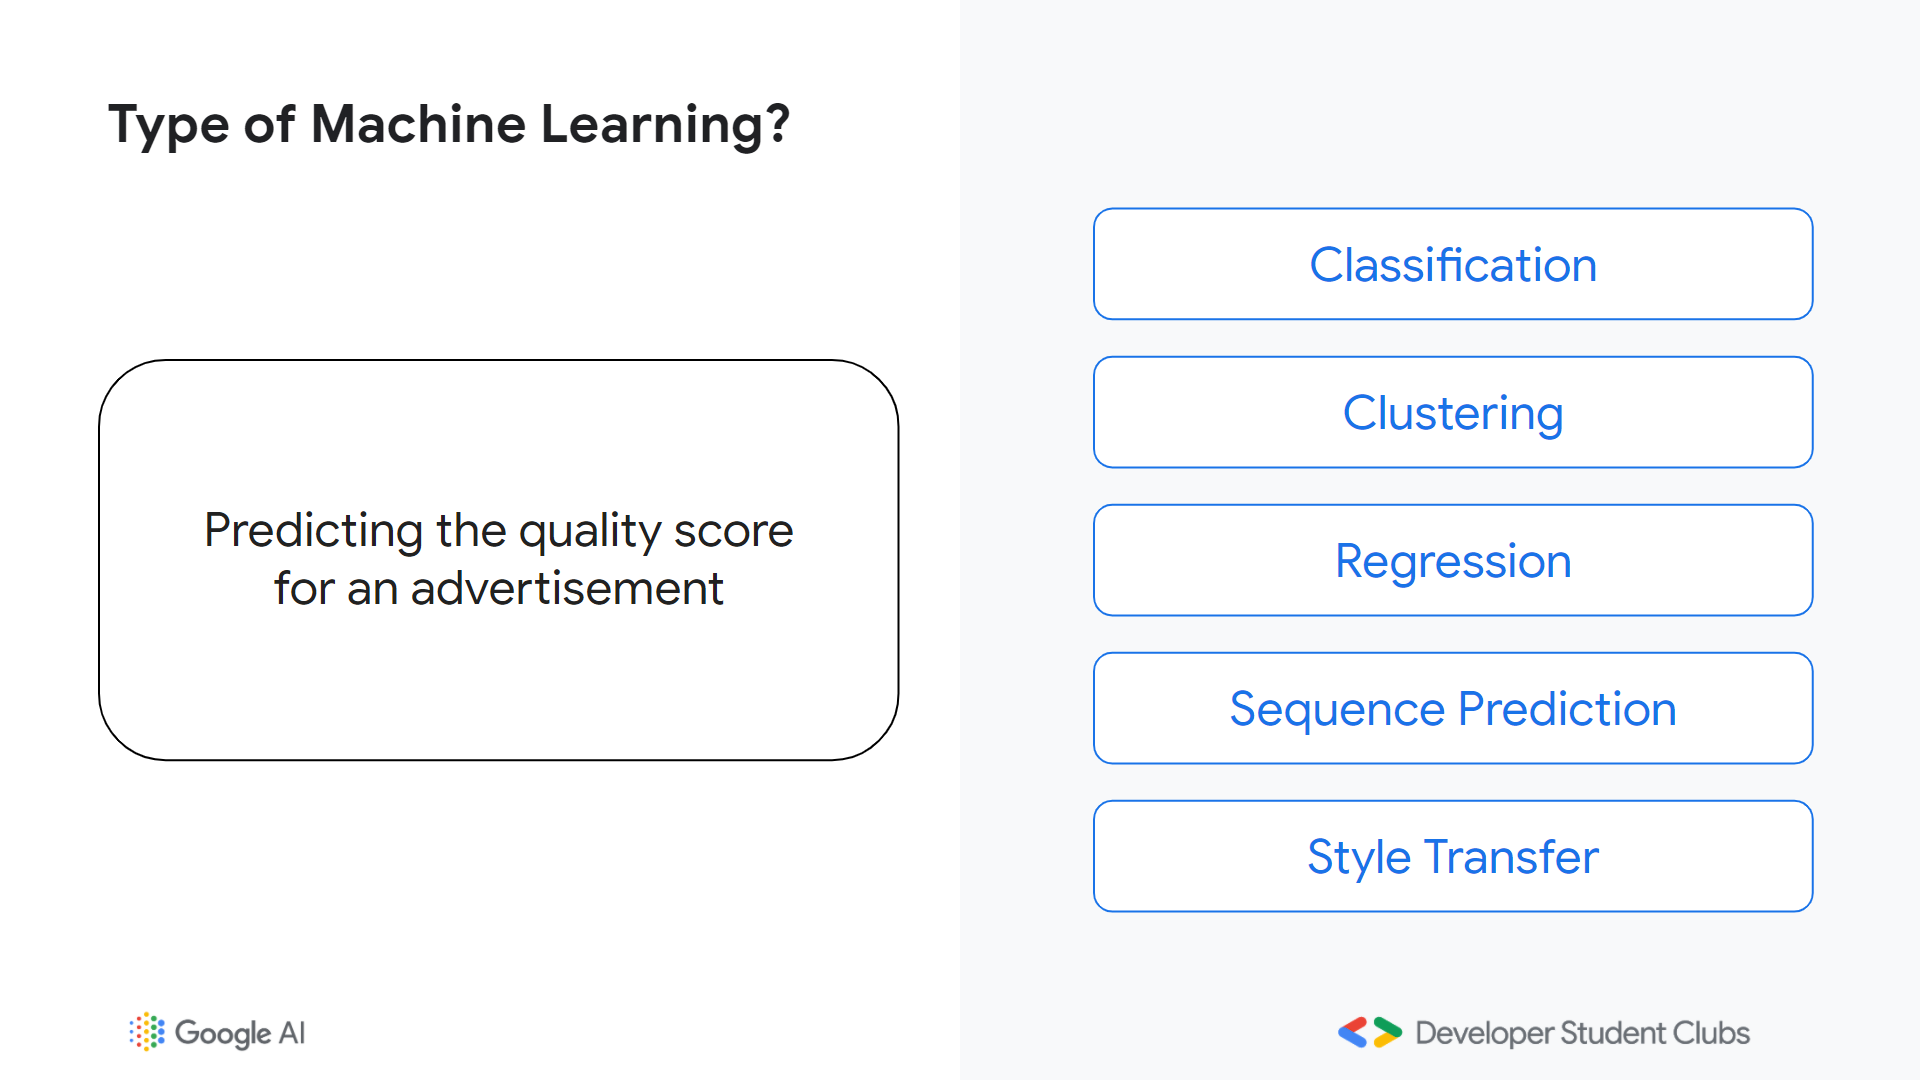 Type of Machine Learning?
Predicting the quality score
for an advertisement
Classification
Clustering
Regression
Sequence Prediction
Style Transfer
Google AI
Developer Student Clubs